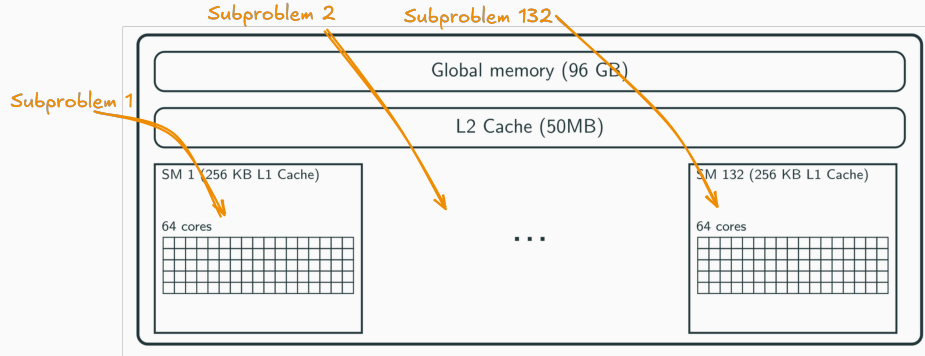 Subproblem 2
Subproblem 132
Global memory (96 GB)
Subproblem 1
L2 Cache (50MB)
SM 1 (256 KB L1 Cache)
SM 132 (256 KB L1 Cache)
64 cores
...
64 cores